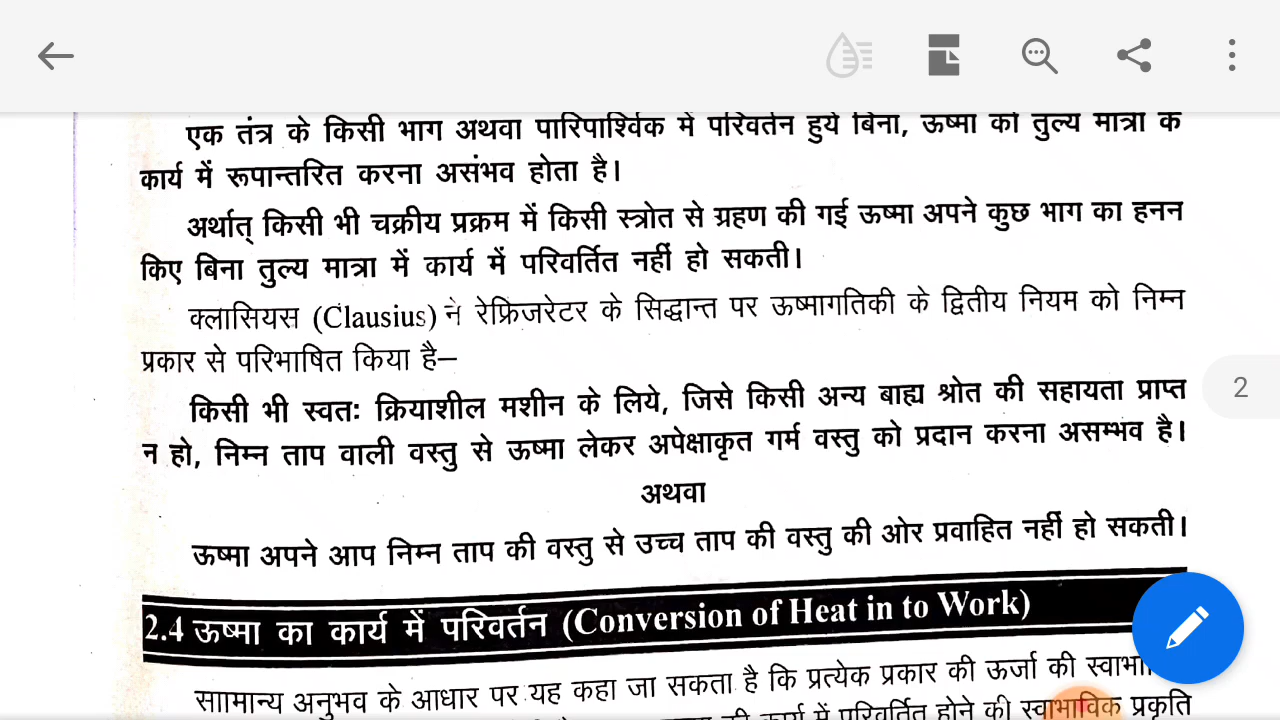 एक तंत्र के किसी भाग अथवा पारिपार्श्विक में परिवर्तन हुये बिना, ऊष्मा को तुल्य मात्रा के
कार्य में रूपान्तरित करना असंभव होता है।
अर्थात् किसी भी चक्रीय प्रक्रम में किसी स्त्रोत से ग्रहण की गई ऊष्मा अपने कुछ भाग का हनन
किए बिना तुल्य मात्रा में कार्य में परिवर्तित नहीं हो सकती।
क्लासियस (Clausius) ने रेफ्रिजरेटर के सिद्धान्त पर ऊष्मागतिकी के द्वितीय नियम को निम्न
प्रकार से परिभाषित किया है–
2
किसी भी स्वतः क्रियाशील मशीन के लिये, जिसे किसी अन्य बाह्य श्रोत की सहायता प्राप्त
न हो, निम्न ताप वाली वस्तु से ऊष्मा लेकर अपेक्षाकृत गर्म वस्तु को प्रदान करना असम्भव है।
अथवा
ऊष्मा अपने आप निम्न ताप की वस्तु से उच्च ताप की वस्तु की ओर प्रवाहित नहीं हो सकती।
2.4 ऊष्मा का कार्य में परिवर्तन (Conversion of Heat in to Work)
साामान्य अनुभव के आधार पर यह कहा जा सकता है कि प्रत्येक प्रकार की ऊर्जा की
की कार्य में परिवर्तित होने की स्वाभाविक प्रकृति